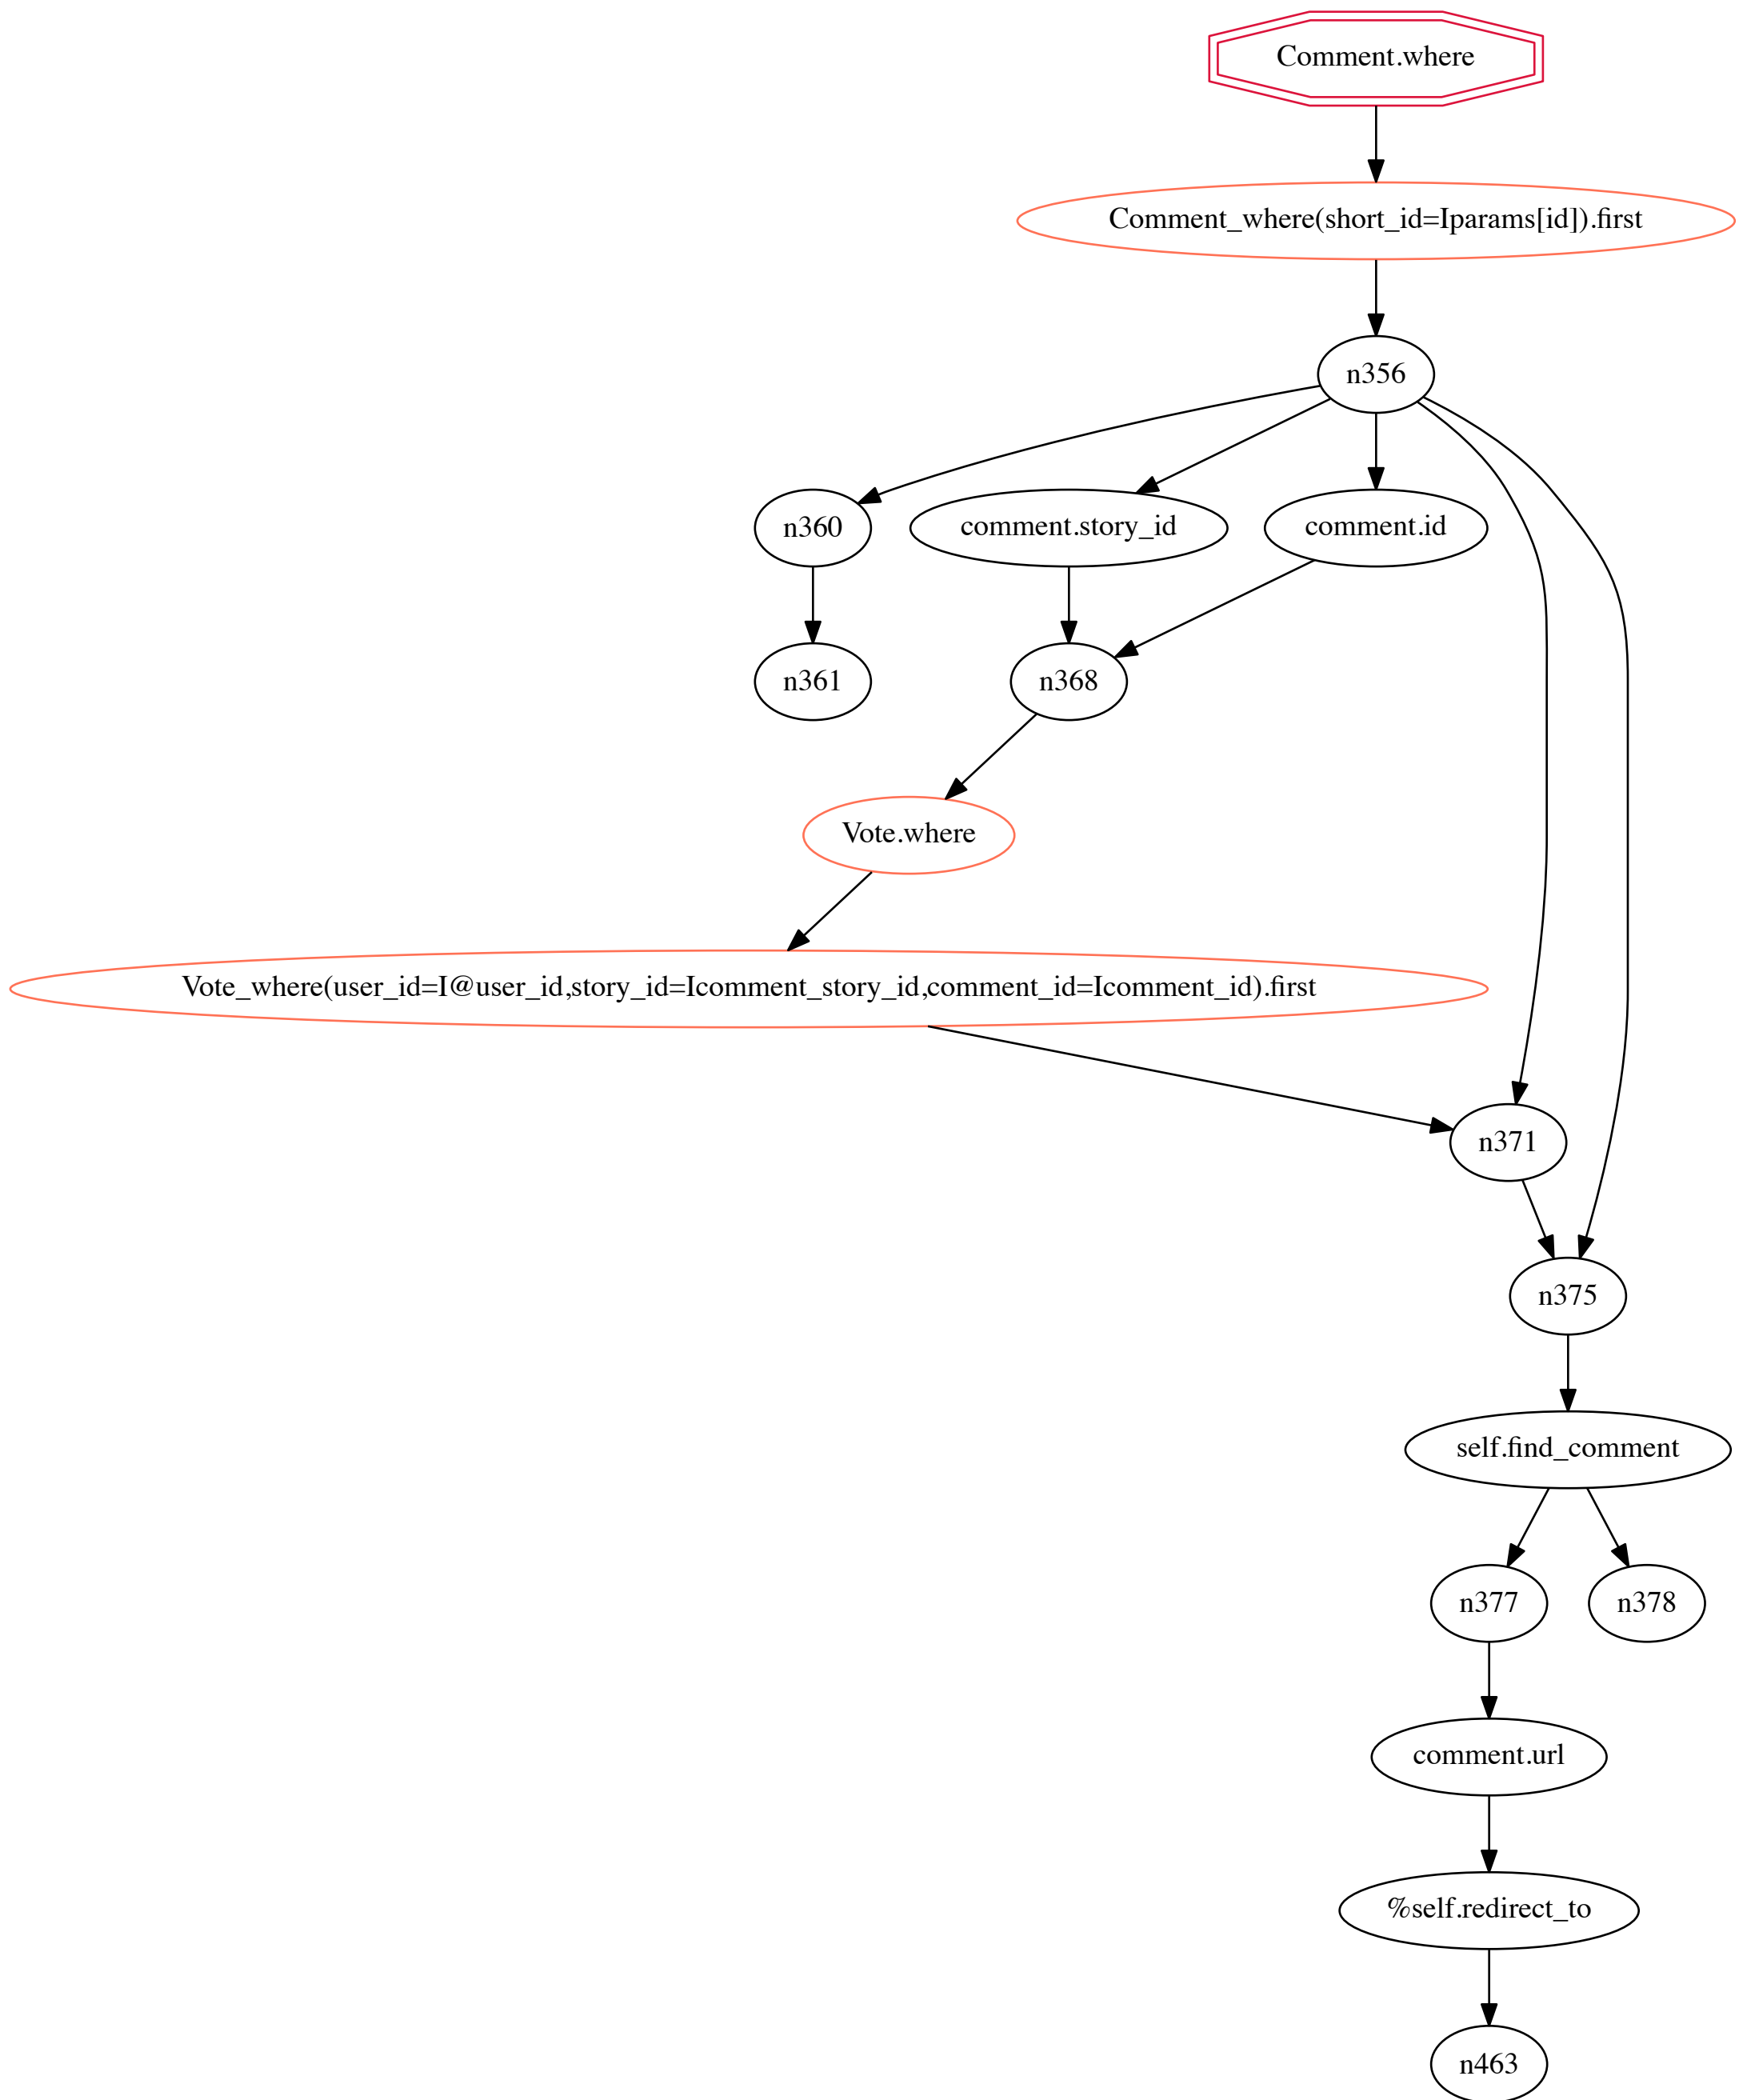 Comment.where
Comment_where(short_id=Iparams[id]).first
n356
n360
comment.story_id
comment.id
n361
n368
Vote.where
Vote_where(user_id=I@user_id,story_id=Icomment_story_id,comment_id=Icomment_id).first
n371
n375
self.find_comment
n377
n378
comment.url
%self.redirect_to
n463